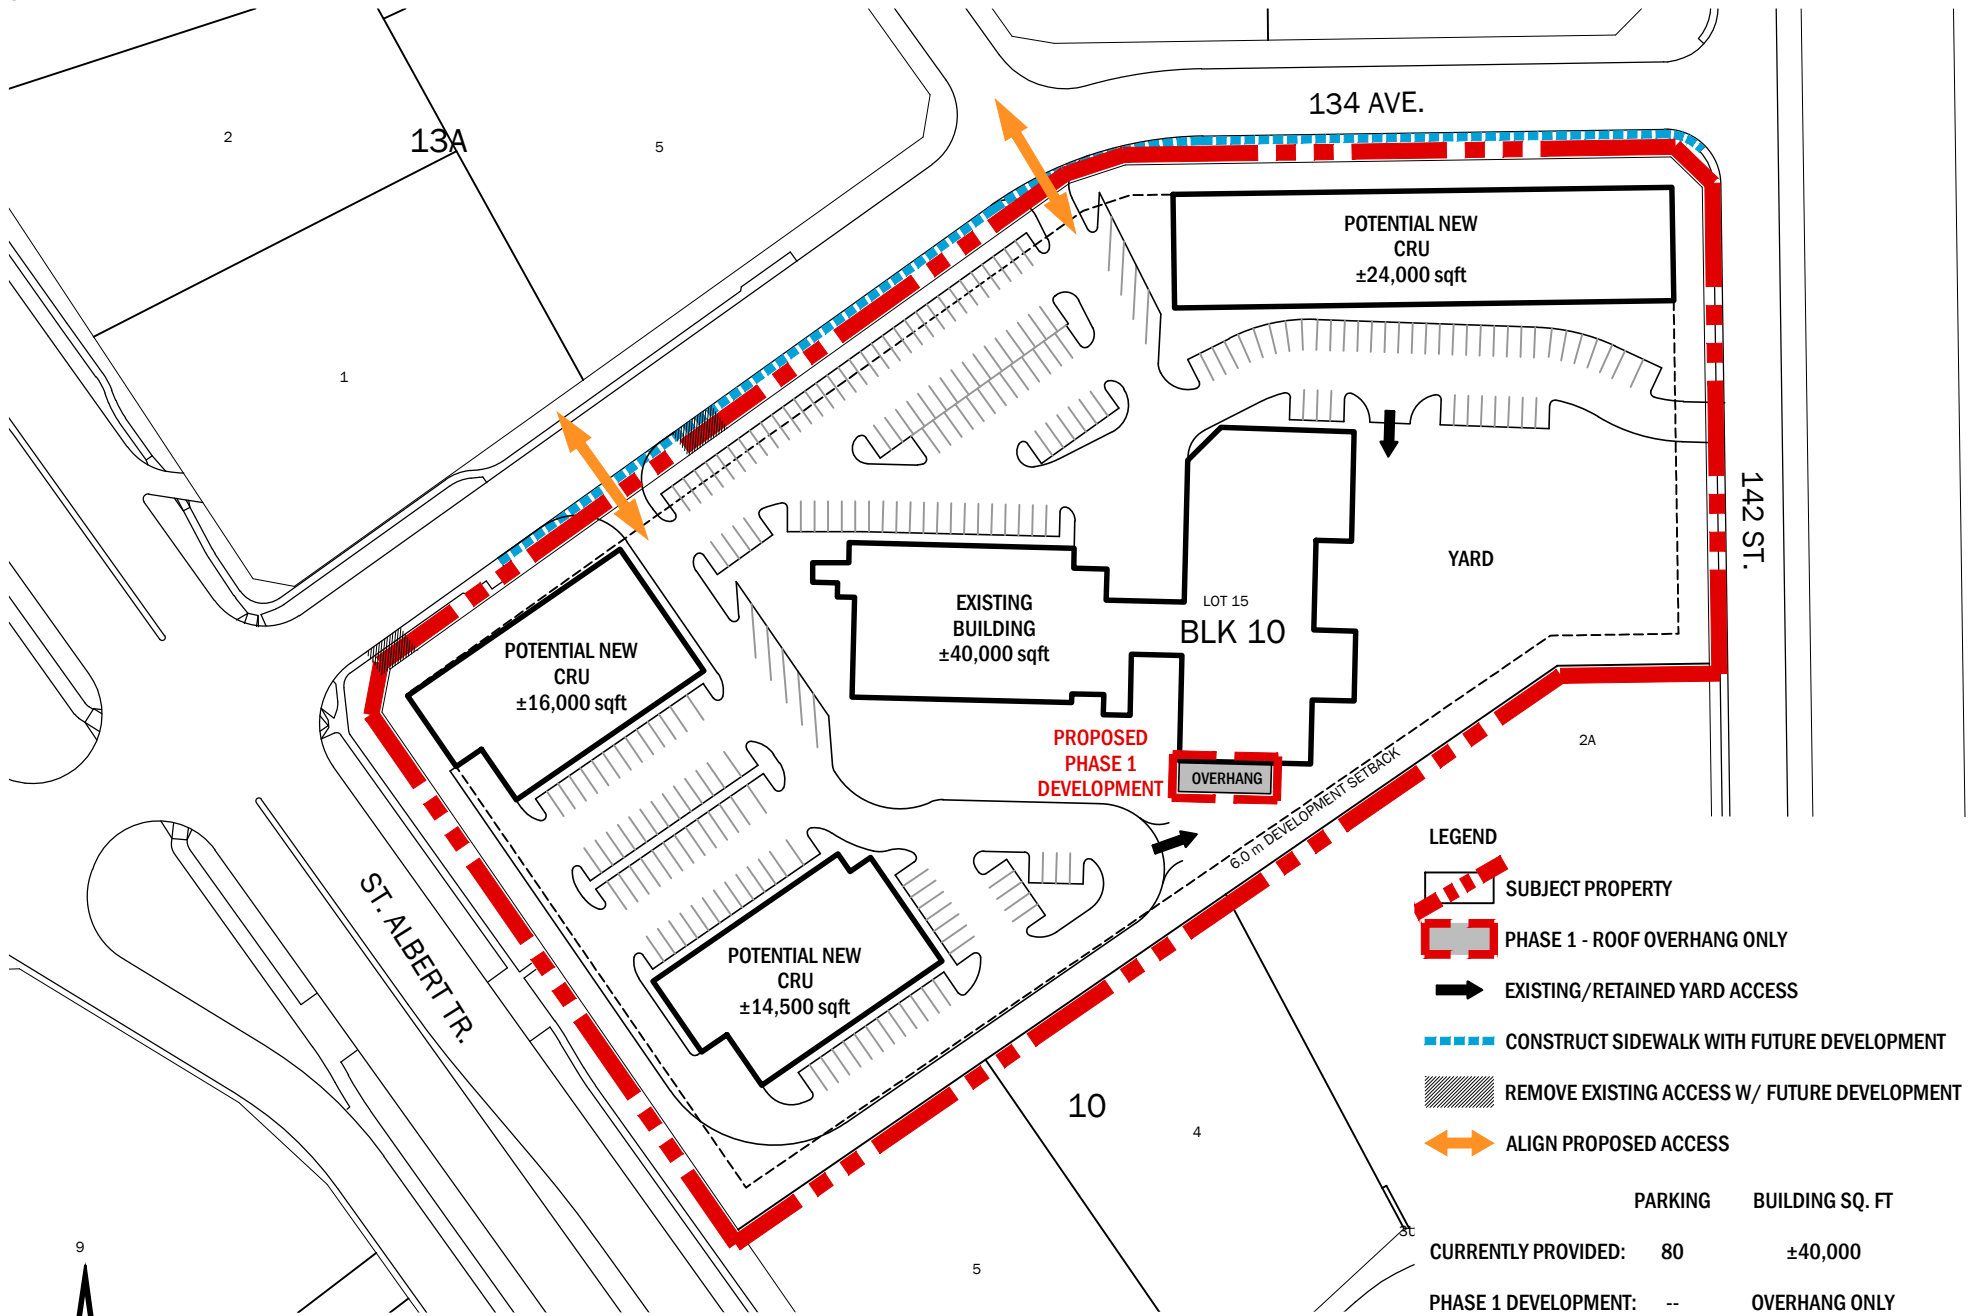 134 AVE.
2
13A
5
POTENTIAL NEW
CRU
±24,000 sqft
1
142 ST.
YARD
EXISTING
BUILDING
±40,000 sqft
LOT 15
BLK 10
POTENTIAL NEW
CRU
±16,000 sqft
PROPOSED
PHASE 1
DEVELOPMENT
OVERHANG
2A
6.0 m DEVELOPMENT SETBACK
ST. ALBERT TR.
POTENTIAL NEW
CRU
±14,500 sqft
10
4
9
5
LEGEND
SUBJECT PROPERTY
PHASE 1 - ROOF OVERHANG ONLY
EXISTING/RETAINED YARD ACCESS
CONSTRUCT SIDEWALK WITH FUTURE DEVELOPMENT
REMOVE EXISTING ACCESS W/ FUTURE DEVELOPMENT
ALIGN PROPOSED ACCESS
PARKING BUILDING SQ. FT
CURRENTLY PROVIDED: 80 ±40,000
PHASE 1 DEVELOPMENT: -- OVERHANG ONLY